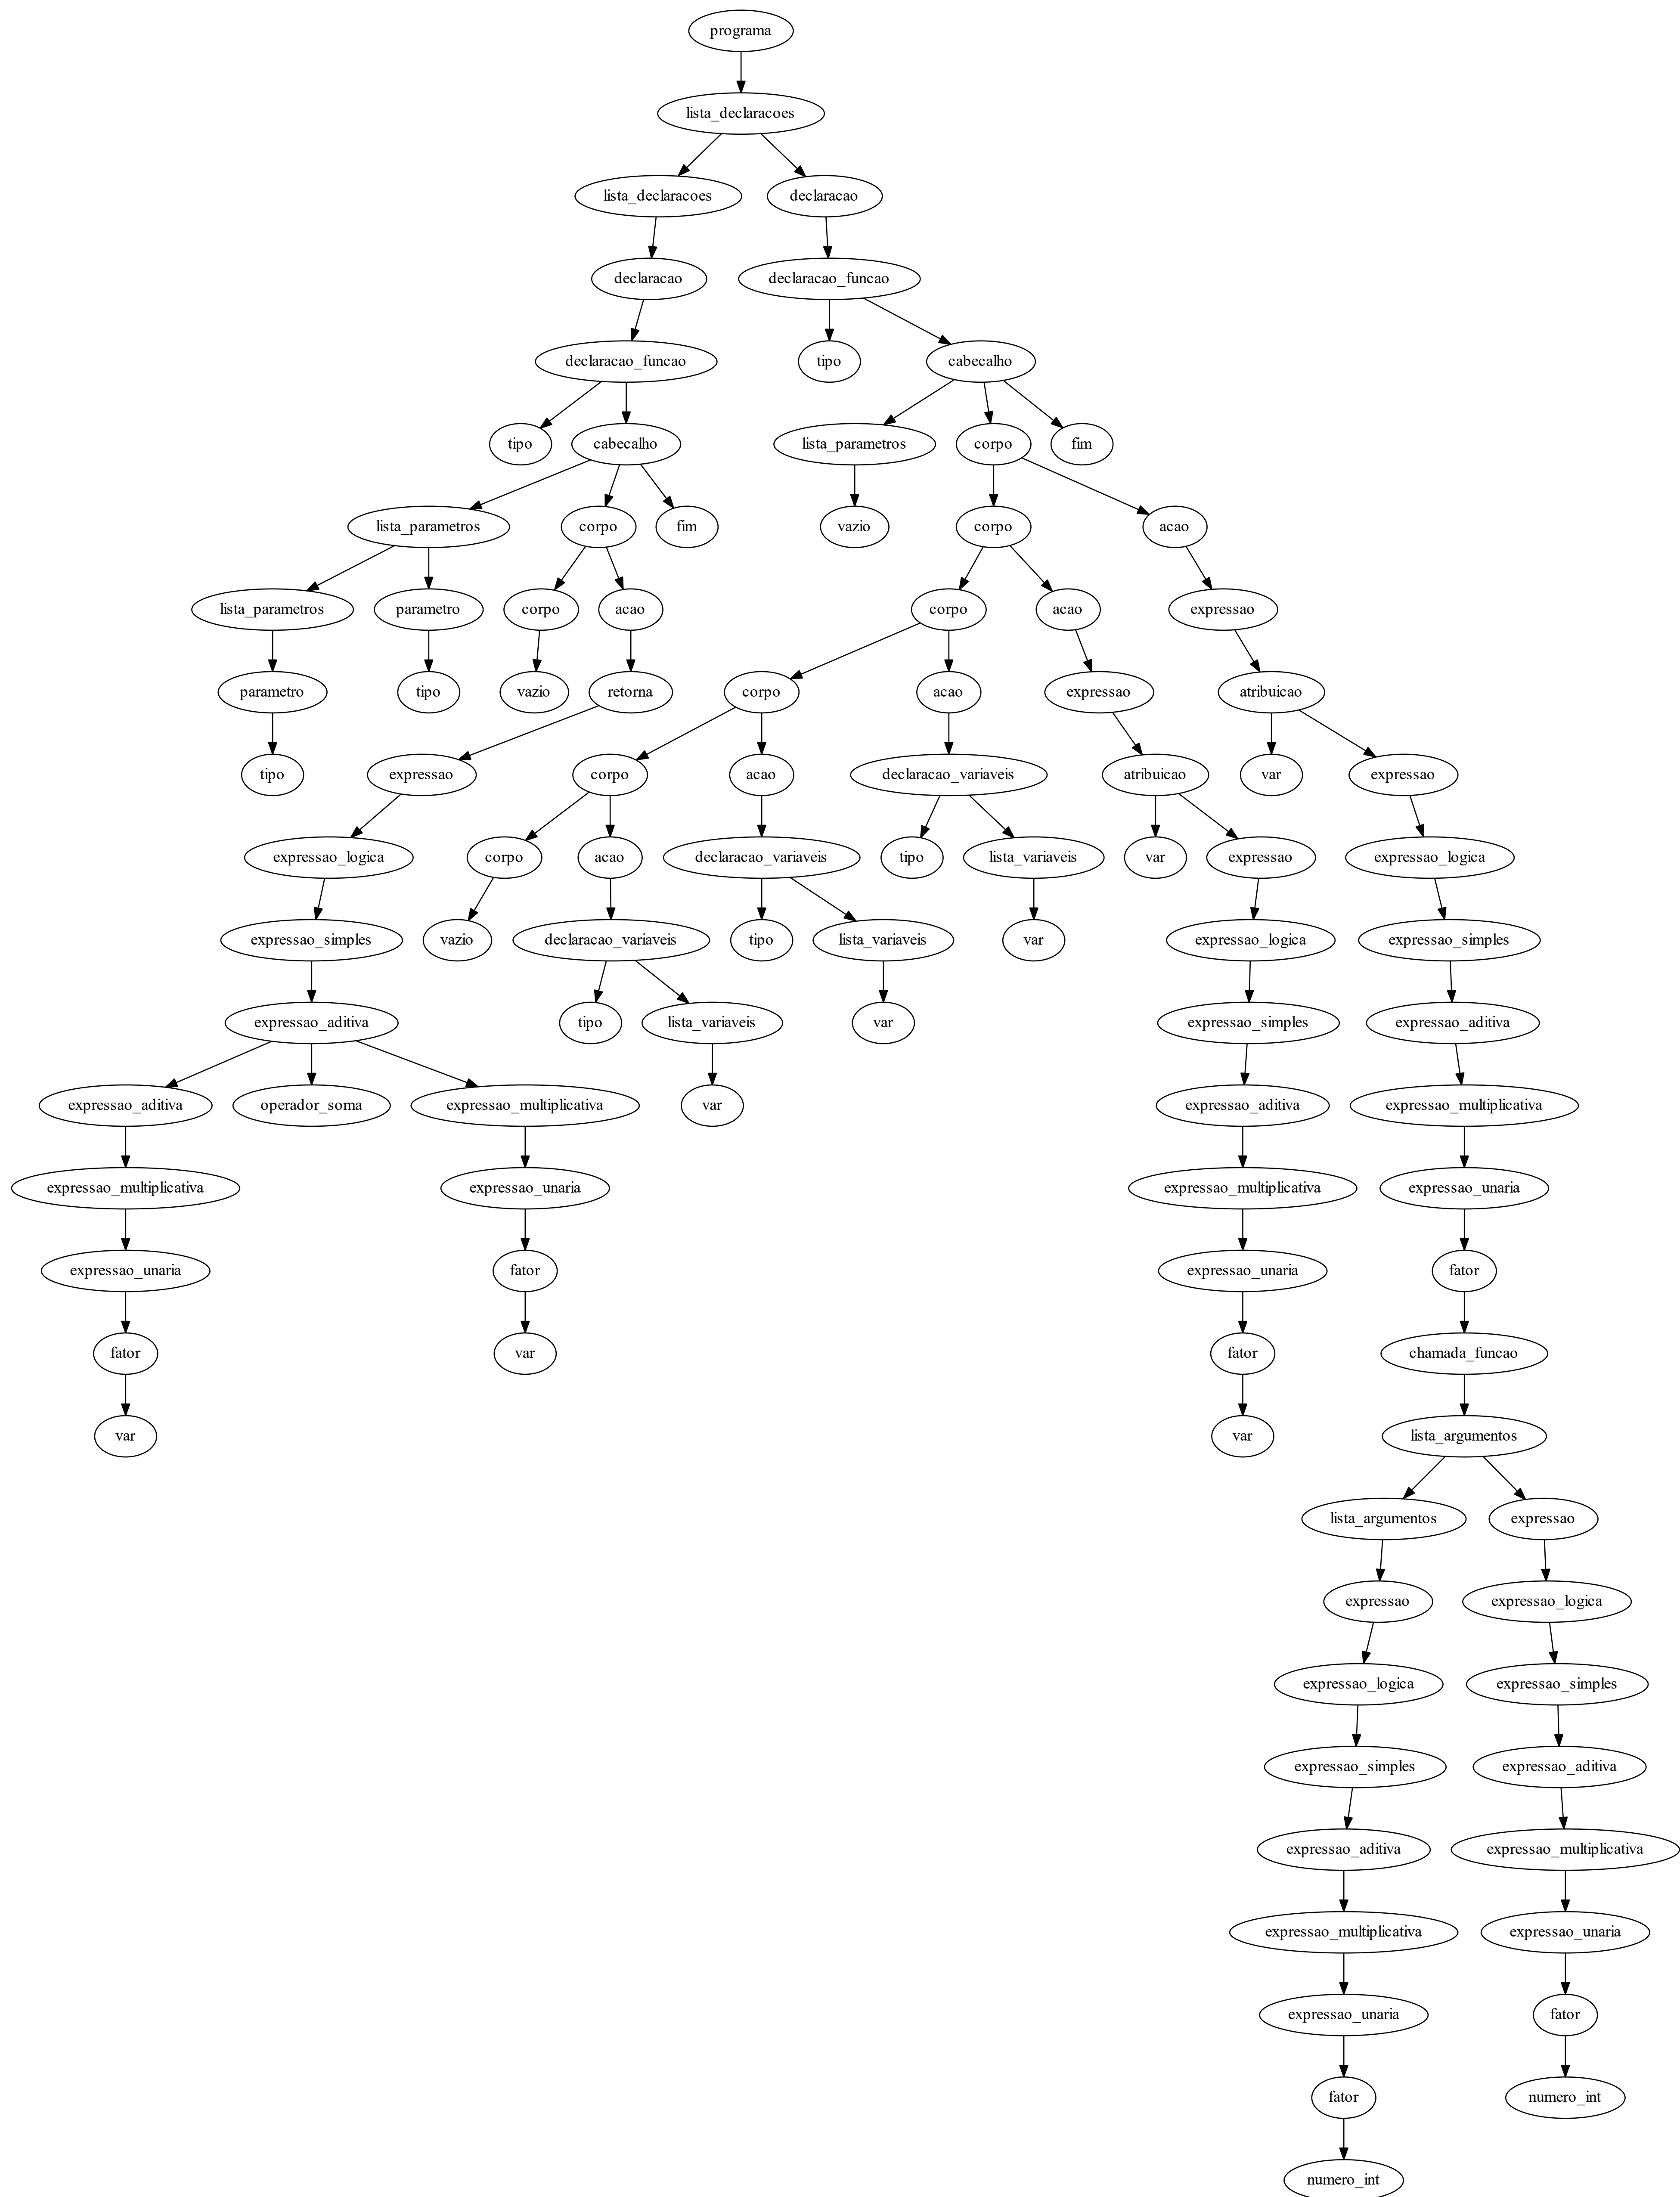 programa
lista_declaracoes
lista_declaracoes declaracao
declaracao declaracao_funcao
declaracao_funcao tipo cabecalho
tipo cabecalho lista_parametros corpo fim
lista_parametros corpo fim vazio corpo acao
lista_parametros parametro corpo acao corpo acao expressao
parametro tipo vazio retorna corpo acao expressao atribuicao
tipo expressao corpo acao declaracao_variaveis atribuicao var expressao
expressao_logica corpo acao declaracao_variaveis tipo lista_variaveis var expressao expressao_logica
expressao_simples vazio declaracao_variaveis tipo lista_variaveis var expressao_logica expressao_simples
expressao_aditiva tipo lista_variaveis var expressao_simples expressao_aditiva
expressao_aditiva operador_soma expressao_multiplicativa var expressao_aditiva expressao_multiplicativa
expressao_multiplicativa expressao_unaria expressao_multiplicativa expressao_unaria
expressao_unaria fator expressao_unaria fator
fator var fator chamada_funcao
var var lista_argumentos
lista_argumentos expressao
expressao expressao_logica
expressao_logica expressao_simples
expressao_simples expressao_aditiva
expressao_aditiva expressao_multiplicativa
expressao_multiplicativa expressao_unaria
expressao_unaria fator
fator numero_int
numero_int